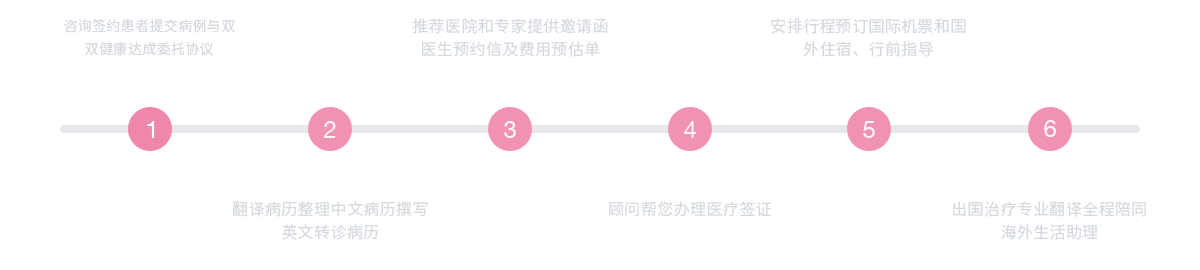 咨询签约患者提交病例与双
双健康达成委托协议
推荐医院和专家提供邀请函
医生预约信及费用预估单
安排行程预订国际机票和国
外住宿、行前指导
1
2
3
4
5
6
翻译病历整理中文病历撰写
英文转诊病历
顾问帮您办理医疗签证
出国治疗专业翻译全程陪同
海外生活助理